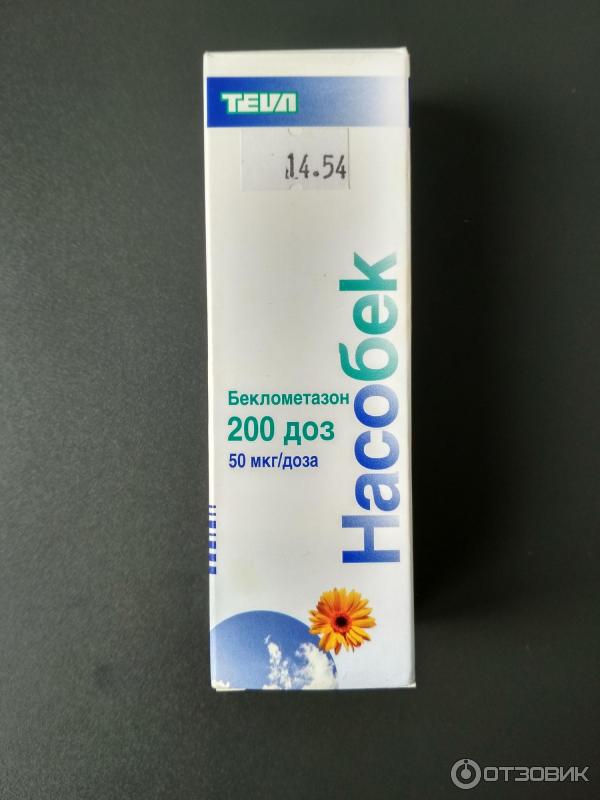 TEVA
14.54
Насобек
Беклометазон
200 доз
50 мкг/доза
ОТЗОВИК